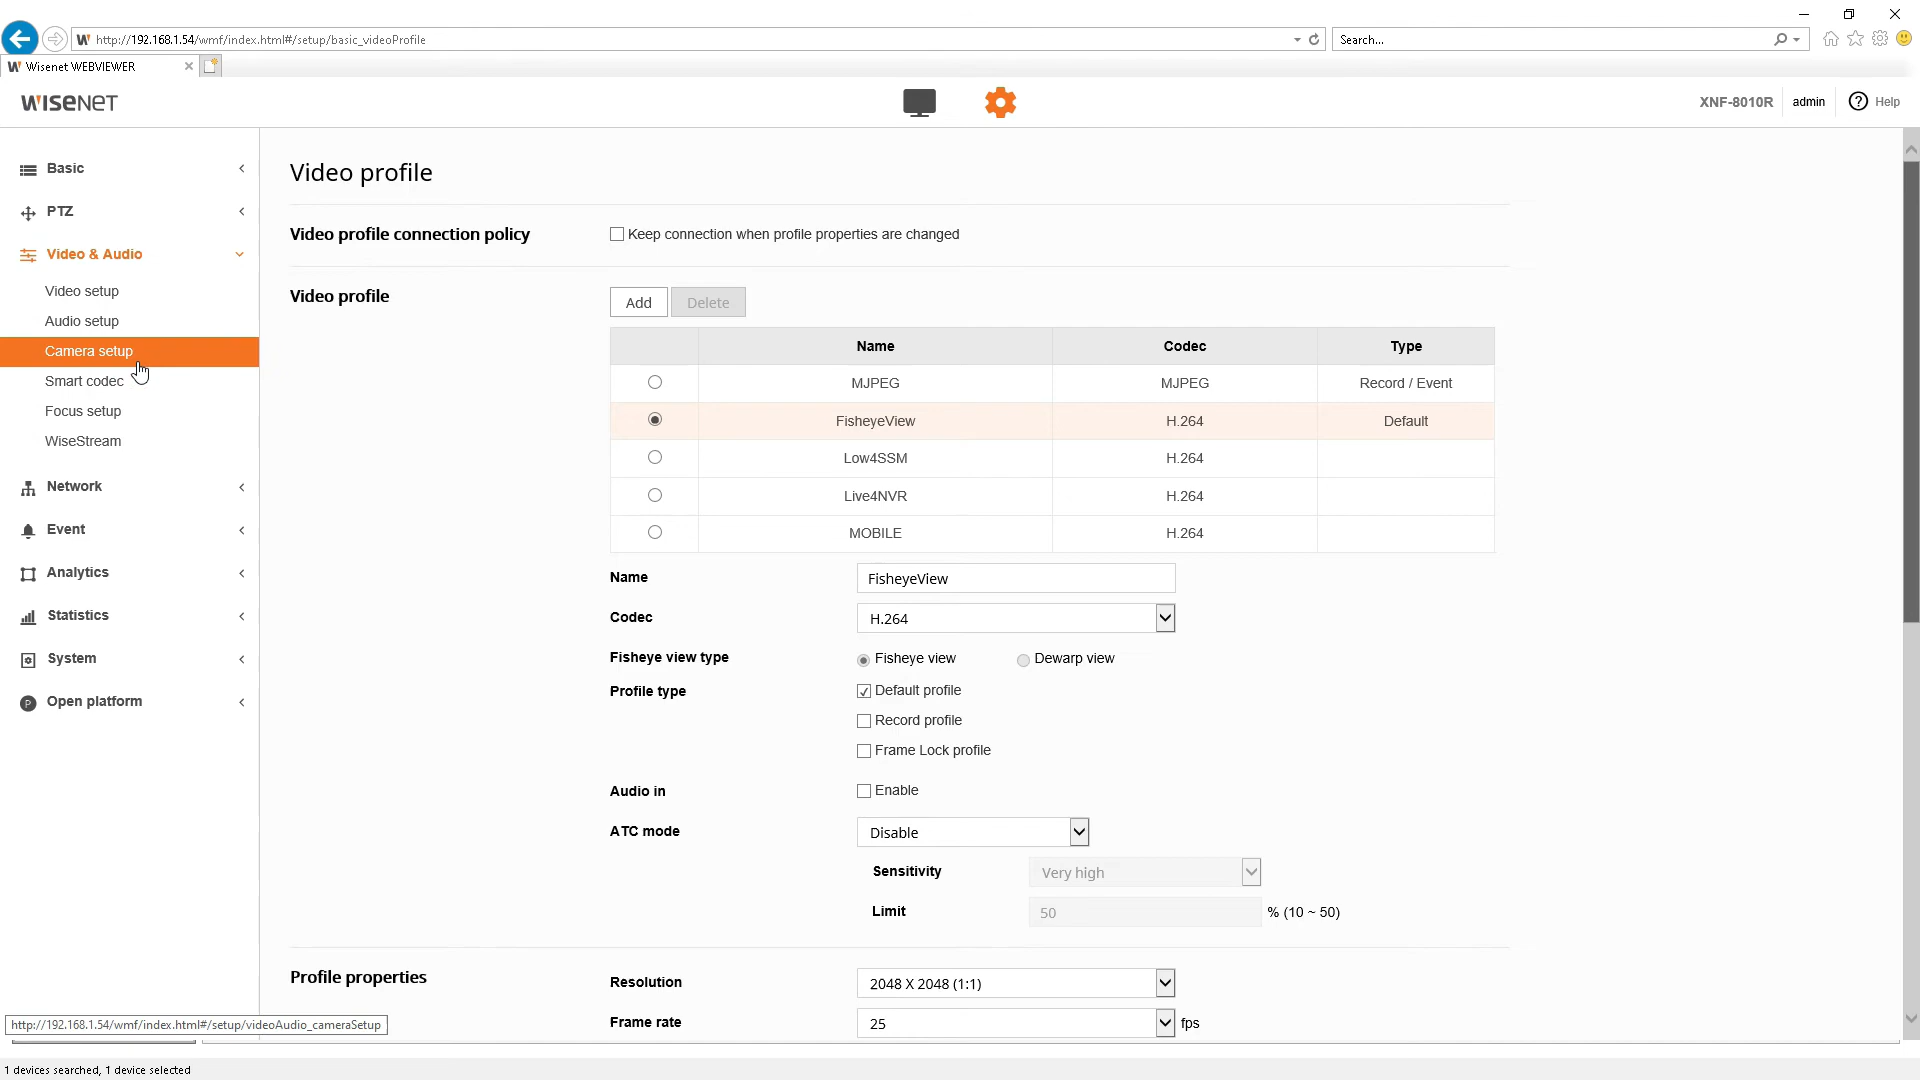 http://192.168.1.54/wmf/index.html#/setup/basic_videoProfile
Search...
Wisenet WEBVIEWER
WISENET
XNF-8010R
admin
? Help
Basic
PTZ
Video & Audio
Video setup
Audio setup
Camera setup
Smart codec
Focus setup
WiseStream
Network
Event
Analytics
Statistics
System
Open platform
Video profile
Video profile connection policy
Keep connection when profile properties are changed
Video profile
Add
Delete
Name Codec Type
MJPEG MJPEG Record / Event
FisheyeView H.264 Default
Low4SSM H.264
Live4NVR H.264
MOBILE H.264
Name FisheyeView
Codec H.264
Fisheye view type Fisheye view Dewarp view
Profile type Default profile
Record profile
Frame Lock profile
Audio in Enable
ATC mode Disable
Sensitivity Very high
Limit 50 % (10 ~ 50)
Profile properties
Resolution 2048 X 2048 (1:1)
Frame rate 25 fps
http://192.168.1.54/wmf/index.html#/setup/videoAudio_cameraSetup
1 devices searched, 1 device selected